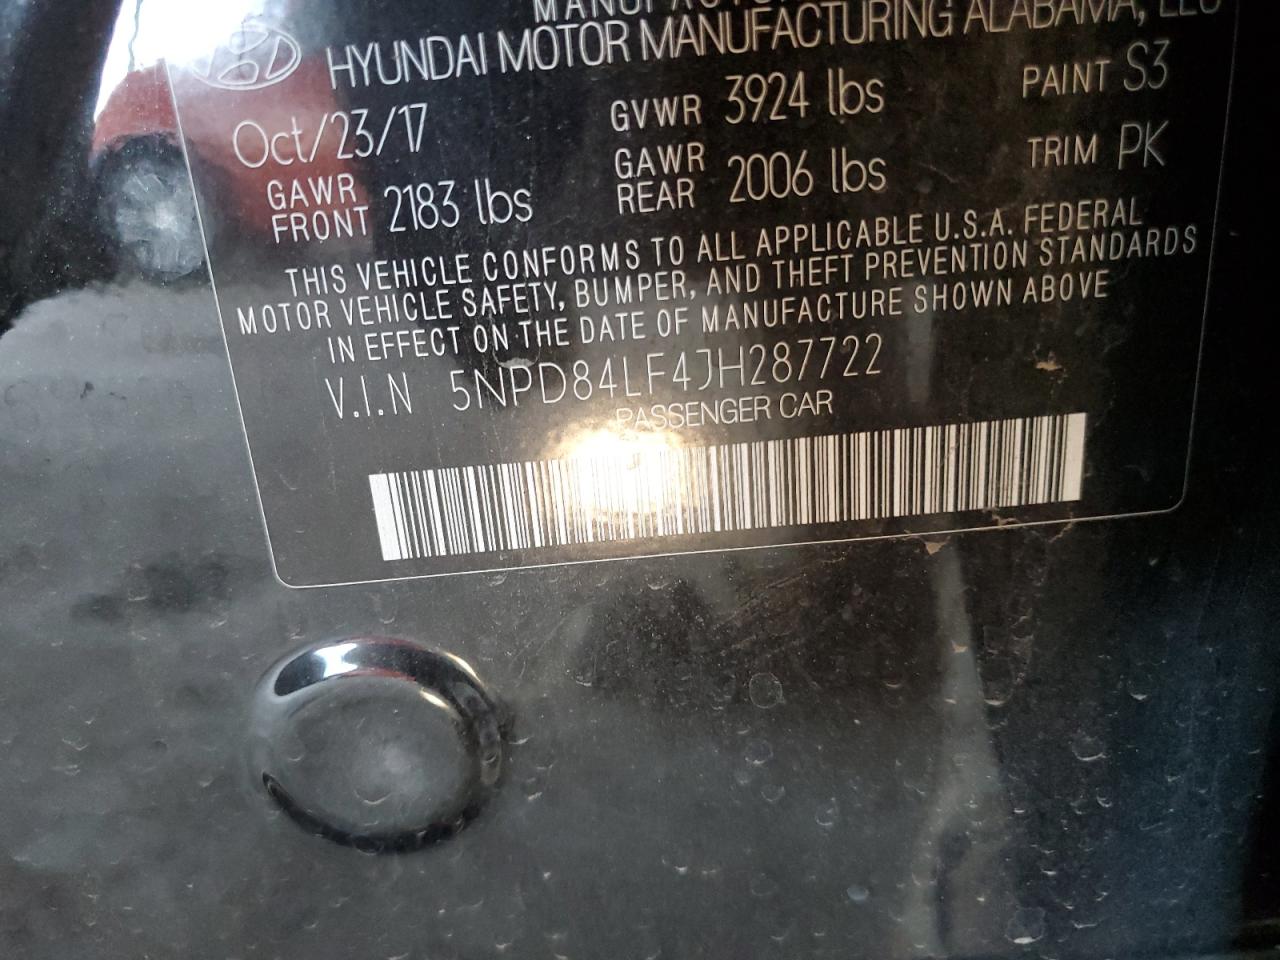 MANUFACTU
HYUNDAI MOTOR MANUFACTURING ALABAMA, LLC
Oct/23/17 GVWR 3924 lbs PAINT S3
GAWR FRONT 2183 lbs GAWR REAR 2006 lbs TRIM PK
THIS VEHICLE CONFORMS TO ALL APPLICABLE U.S.A. FEDERAL
MOTOR VEHICLE SAFETY, BUMPER, AND THEFT PREVENTION STANDARDS
IN EFFECT ON THE DATE OF MANUFACTURE SHOWN ABOVE
V.I.N 5NPD84LF4JH287722
PASSENGER CAR